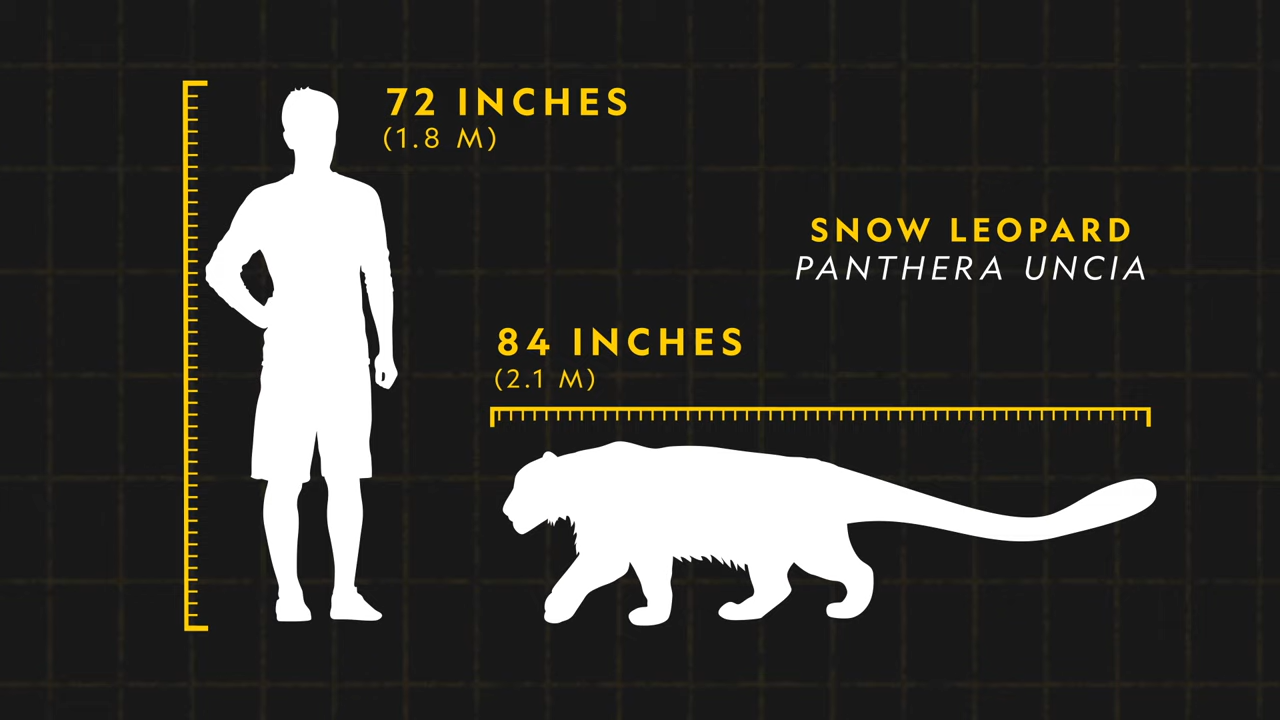 72 INCHES
(1.8 M)
SNOW LEOPARD
PANTHERA UNCIA
84 INCHES
(2.1 M)